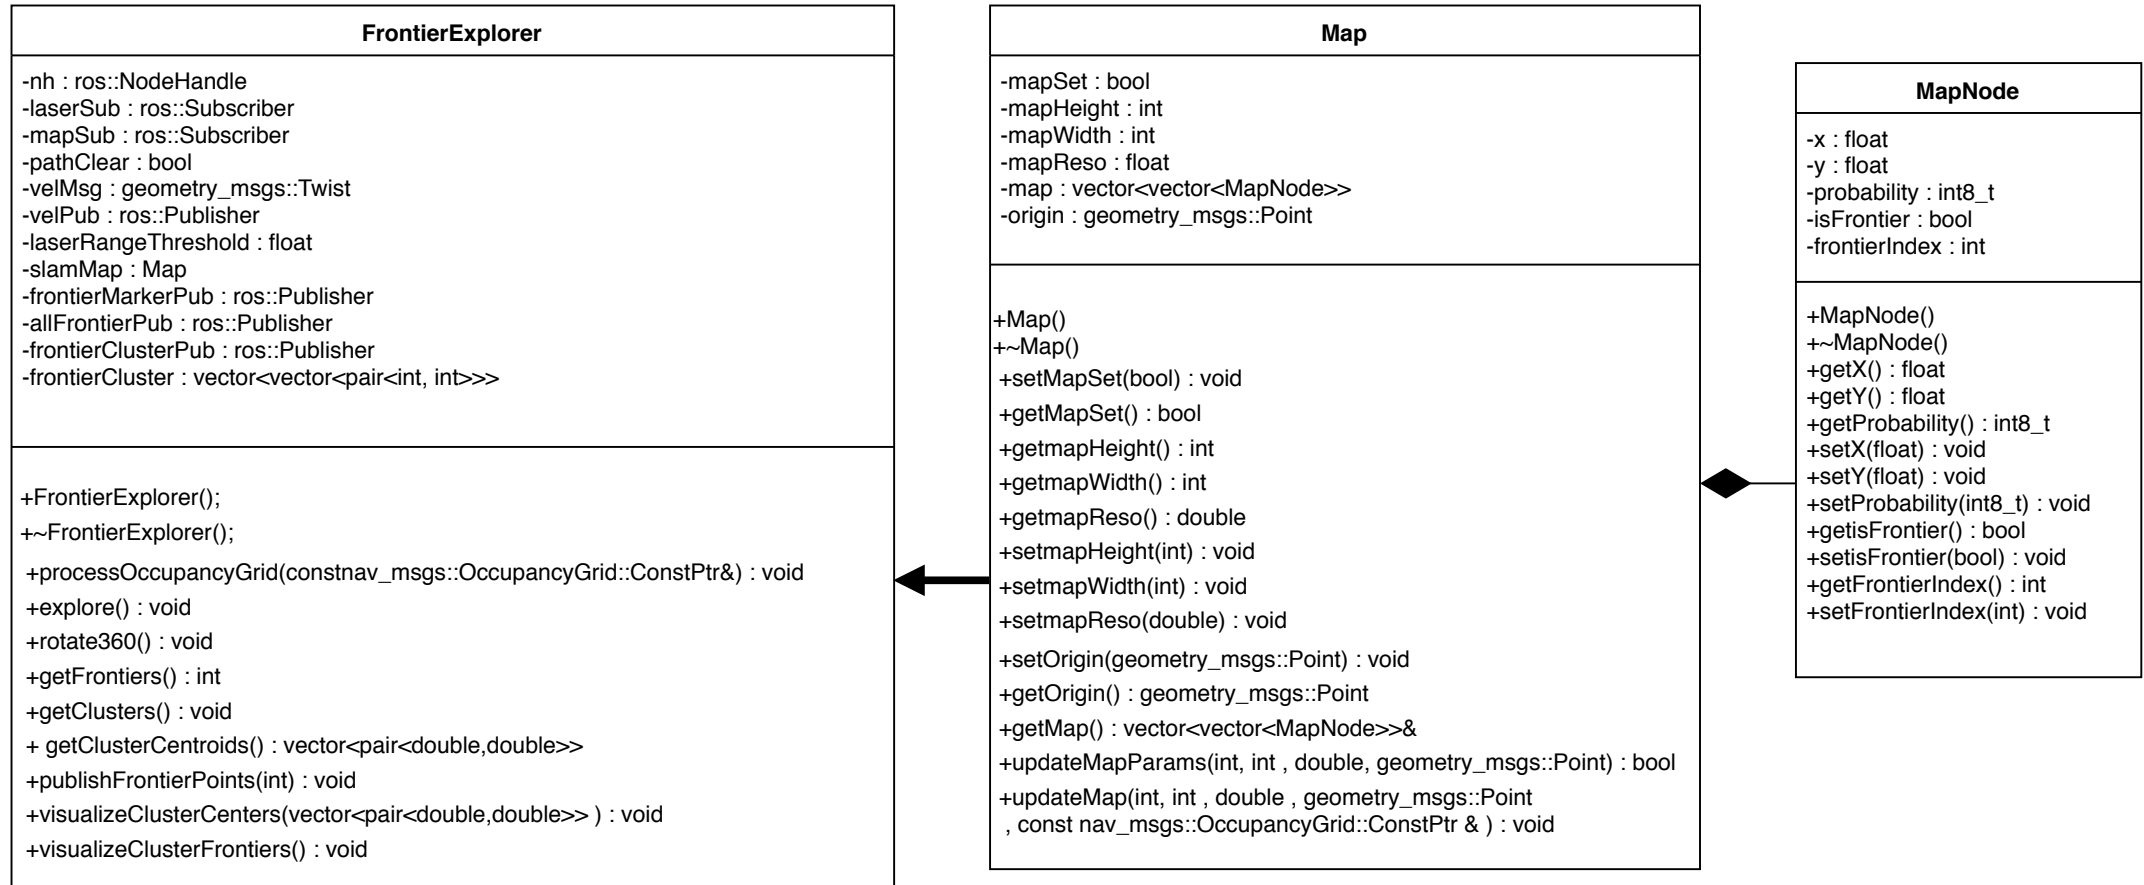 FrontierExplorer
-nh : ros::NodeHandle
-laserSub : ros::Subscriber
-mapSub : ros::Subscriber
-pathClear : bool
-velMsg : geometry_msgs::Twist
-velPub : ros::Publisher
-laserRangeThreshold : float
-slamMap : Map
-frontierMarkerPub : ros::Publisher
-allFrontierPub : ros::Publisher
-frontierClusterPub : ros::Publisher
-frontierCluster : vector<vector<pair<int, int>>>
+FrontierExplorer();
+~FrontierExplorer();
+processOccupancyGrid(constnav_msgs::OccupancyGrid::ConstPtr&) : void
+explore() : void
+rotate360() : void
+getFrontiers() : int
+getClusters() : void
+ getClusterCentroids() : vector<pair<double,double>>
+publishFrontierPoints(int) : void
+visualizeClusterCenters(vector<pair<double,double>> ) : void
+visualizeClusterFrontiers() : void
Map
-mapSet : bool
-mapHeight : int
-mapWidth : int
-mapReso : float
-map : vector<vector<MapNode>>
-origin : geometry_msgs::Point
+Map()
+~Map()
+setMapSet(bool) : void
+getMapSet() : bool
+getmapHeight() : int
+getmapWidth() : int
+getmapReso() : double
+setmapHeight(int) : void
+setmapWidth(int) : void
+setmapReso(double) : void
+setOrigin(geometry_msgs::Point) : void
+getOrigin() : geometry_msgs::Point
+getMap() : vector<vector<MapNode>>&
+updateMapParams(int, int , double, geometry_msgs::Point) : bool
+updateMap(int, int , double , geometry_msgs::Point
, const nav_msgs::OccupancyGrid::ConstPtr & ) : void
MapNode
-x : float
-y : float
-probability : int8_t
-isFrontier : bool
-frontierIndex : int
+MapNode()
+~MapNode()
+getX() : float
+getY() : float
+getProbability() : int8_t
+setX(float) : void
+setY(float) : void
+setProbability(int8_t) : void
+getisFrontier() : bool
+setisFrontier(bool) : void
+getFrontierIndex() : int
+setFrontierIndex(int) : void